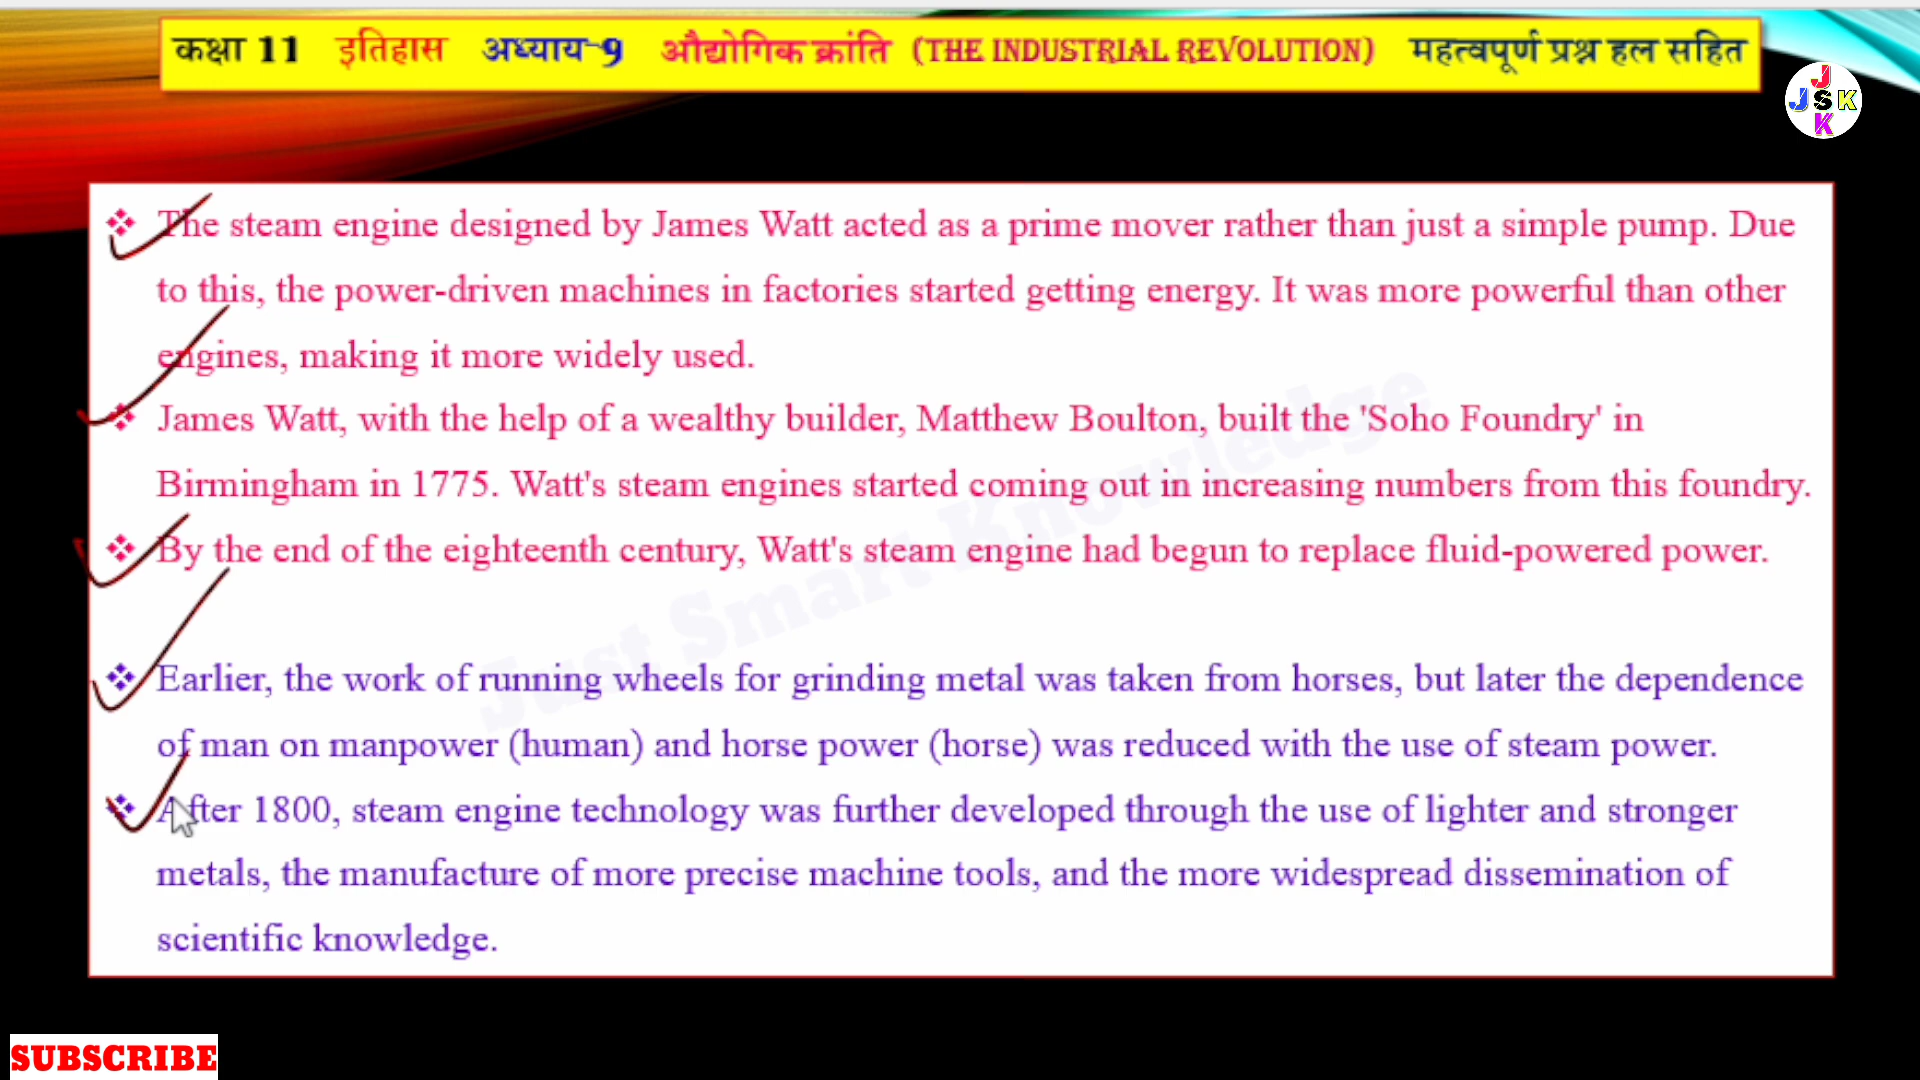 कक्षा 11 इतिहास अध्याय-9 औद्योगिक क्रांति (THE INDUSTRIAL REVOLUTION) महत्वपूर्ण प्रश्न हल सहित
J
J S K
K
❖ The steam engine designed by James Watt acted as a prime mover rather than just a simple pump. Due
to this, the power-driven machines in factories started getting energy. It was more powerful than other
engines, making it more widely used.
❖ James Watt, with the help of a wealthy builder, Matthew Boulton, built the 'Soho Foundry' in
Birmingham in 1775. Watt's steam engines started coming out in increasing numbers from this foundry.
❖ By the end of the eighteenth century, Watt's steam engine had begun to replace fluid-powered power.
❖ Earlier, the work of running wheels for grinding metal was taken from horses, but later the dependence
of man on manpower (human) and horse power (horse) was reduced with the use of steam power.
❖ After 1800, steam engine technology was further developed through the use of lighter and stronger
metals, the manufacture of more precise machine tools, and the more widespread dissemination of
scientific knowledge.
Just Smart Knowledge
SUBSCRIBE